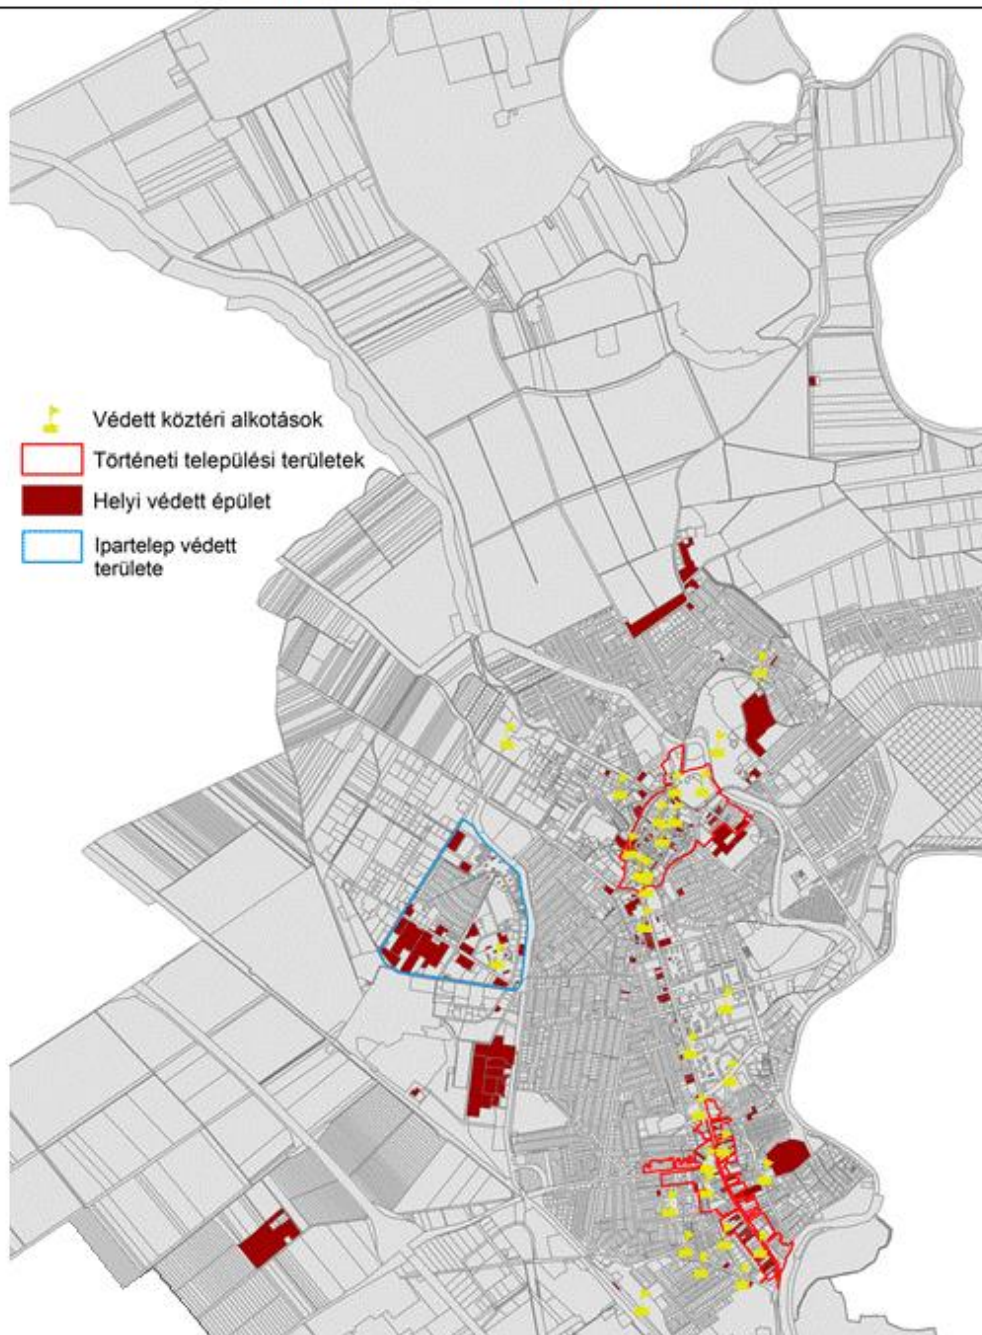 Védett köztéri alkotások
Történeti települési területek
Helyi védett épület
Ipartelep védett
területe